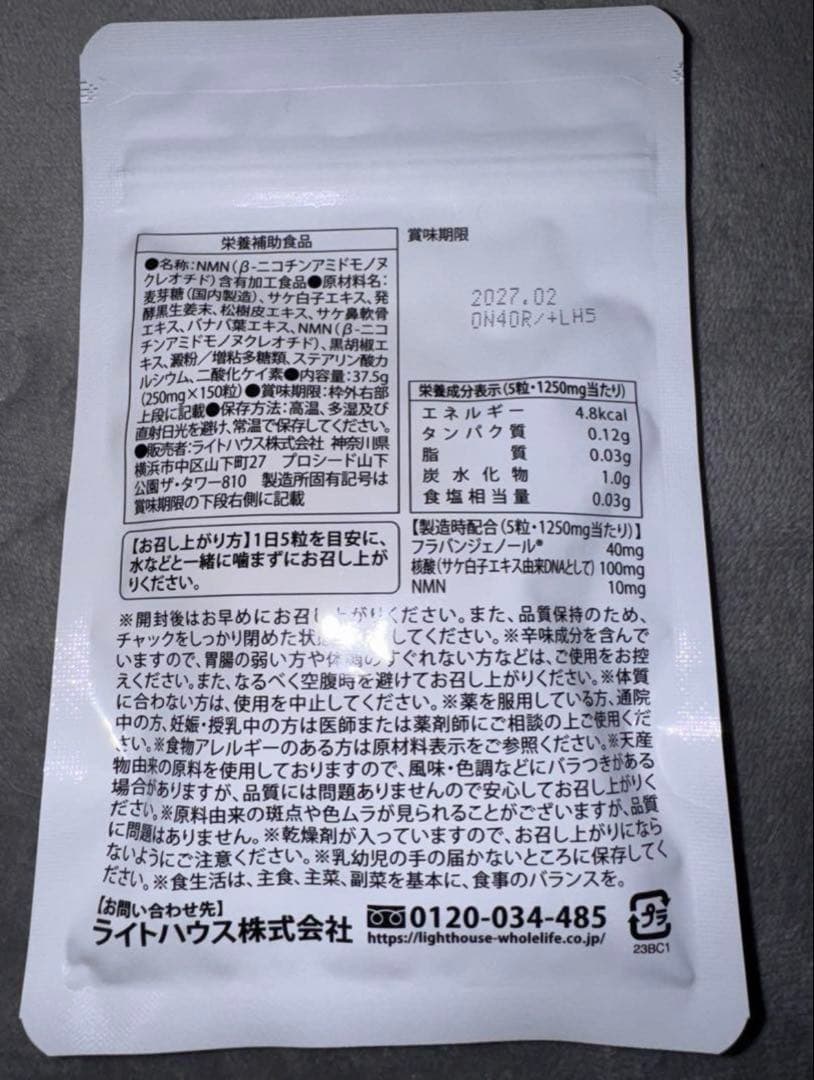 栄養補助食品
●名称：NMN（β-ニコチンアミドモノヌ
クレオチド）含有加工食品●原材料名：
麦芽糖（国内製造）、サケ白子エキス、発
酵黒生姜末、松樹皮エキス、サケ鼻軟骨
エキス、バナバ葉エキス、NMN（β-ニコ
チンアミドモノヌクレオチド）、黒胡椒エ
キス、澱粉／増粘多糖類、ステアリン酸カ
ルシウム、二酸化ケイ素●内容量：37.5g
(250mg×150粒)●賞味期限：枠外右部
上段に記載●保存方法：高温、多湿及び
直射日光を避け、常温で保存してください。
●販売者：ライトハウス株式会社 神奈川県
横浜市中区山下町27 プロシード山下
公園ザ・タワー810 製造所固有記号は
賞味期限の下段右側に記載
賞味期限
2027.02
0N40R/+LH5
栄養成分表示（5粒・1250mg当たり）
エネルギー 4.8kcal
タンパク質 0.12g
脂質 0.03g
炭水化物 1.0g
食塩相当量 0.03g
【製造時配合（5粒・1250mg当たり）】
フラバンジェノール® 40mg
核酸（サケ白子エキス由来DNAとして）100mg
NMN 10mg
【お召し上がり方】1日5粒を目安に、
水などと一緒に噛まずにお召し上が
りください。
※開封後はお早めにお召し上がりください。また、品質保持のため、
チャックをしっかり閉めた状してください。※辛味成分を含んで
いますので、胃腸の弱い方や体調のすぐれない方などは、ご使用をお控
えください。また、なるべく空腹時を避けてお召し上がりください。※体質
に合わない方は、使用を中止してください。※薬を服用している方、通院
中の方、妊娠・授乳中の方は医師または薬剤師にご相談の上ご使用くだ
さい。※食物アレルギーのある方は原材料表示をご参照ください。※天産
物由来の原料を使用しておりますので、風味・色調などにバラつきがある
場合がありますが、品質には問題ありませんので安心してお召し上がりく
ださい。※原料由来の斑点や色ムラが見られることがございますが、品質
に問題はありません。※乾燥剤が入っていますので、お召し上がりになら
ないようにご注意ください。※乳幼児の手の届かないところに保存してく
ださい。※食生活は、主食、主菜、副菜を基本に、食事のバランスを。
【お問い合わせ先】
ライトハウス株式会社
0120-034-485
https://lighthouse-wholelife.co.jp/
プラ
23BC1